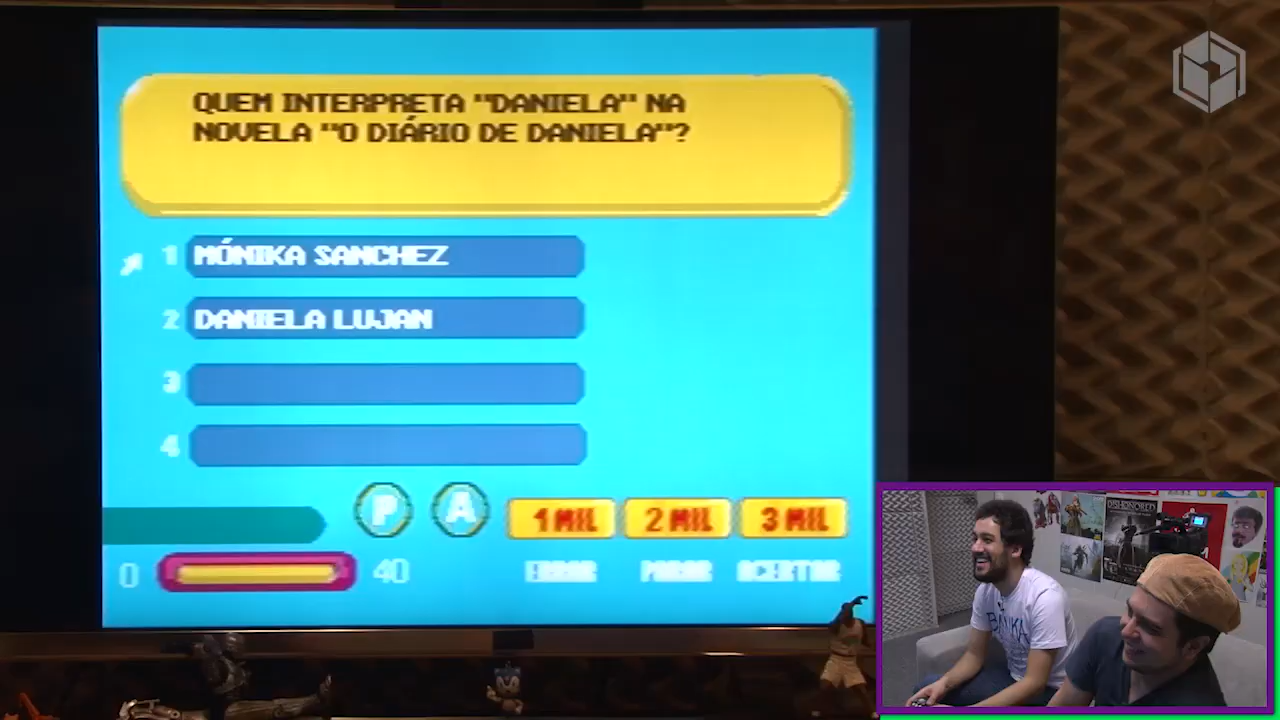 QUEM INTERPRETA "DANIELA" NA
NOVELA "O DIÁRIO DE DANIELA"?
1 MÓNIKA SANCHEZ
2 DANIELA LUJAN
3
4
P A 1 MIL 2 MIL 3 MIL
0 40 ERRAR PARAR ACERTAR
DISHONORED